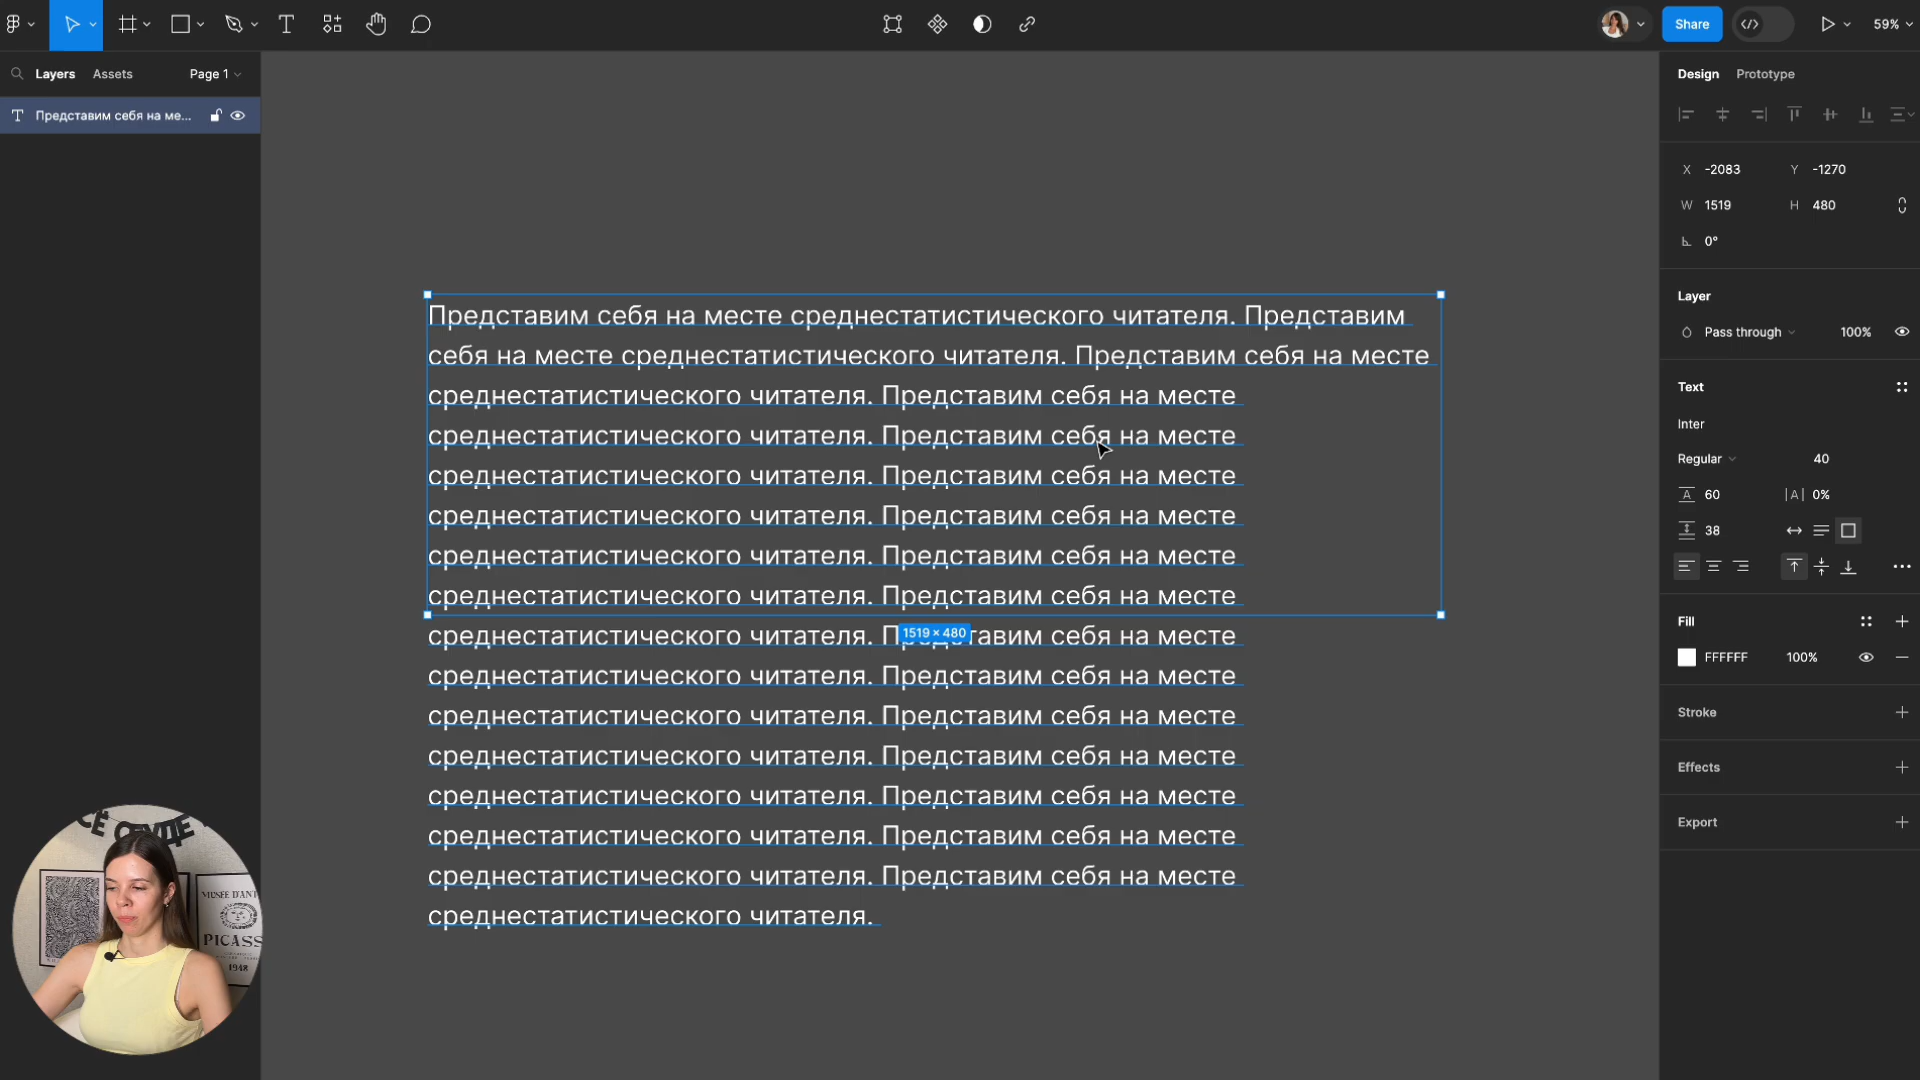 Share
59%
Layers
Assets
Page 1
Design
Prototype
Представим себя на ме...
X -2083
Y -1270
W 1519
H 480
0°
Layer
Pass through
100%
Text
Inter
Regular
40
60
0%
38
Fill
FFFFFF
100%
Stroke
Effects
Export
Представим себя на месте среднестатистического читателя. Представим
себя на месте среднестатистического читателя. Представим себя на месте
среднестатистического читателя. Представим себя на месте
среднестатистического читателя. Представим себя на месте
среднестатистического читателя. Представим себя на месте
среднестатистического читателя. Представим себя на месте
среднестатистического читателя. Представим себя на месте
среднестатистического читателя. Представим себя на месте
среднестатистического читателя. Представим себя на месте
1519 × 480
среднестатистического читателя. Представим себя на месте
среднестатистического читателя. Представим себя на месте
среднестатистического читателя. Представим себя на месте
среднестатистического читателя. Представим себя на месте
среднестатистического читателя. Представим себя на месте
среднестатистического читателя. Представим себя на месте
среднестатистического читателя.
MUSÉE D'ANT
PICASS
1948